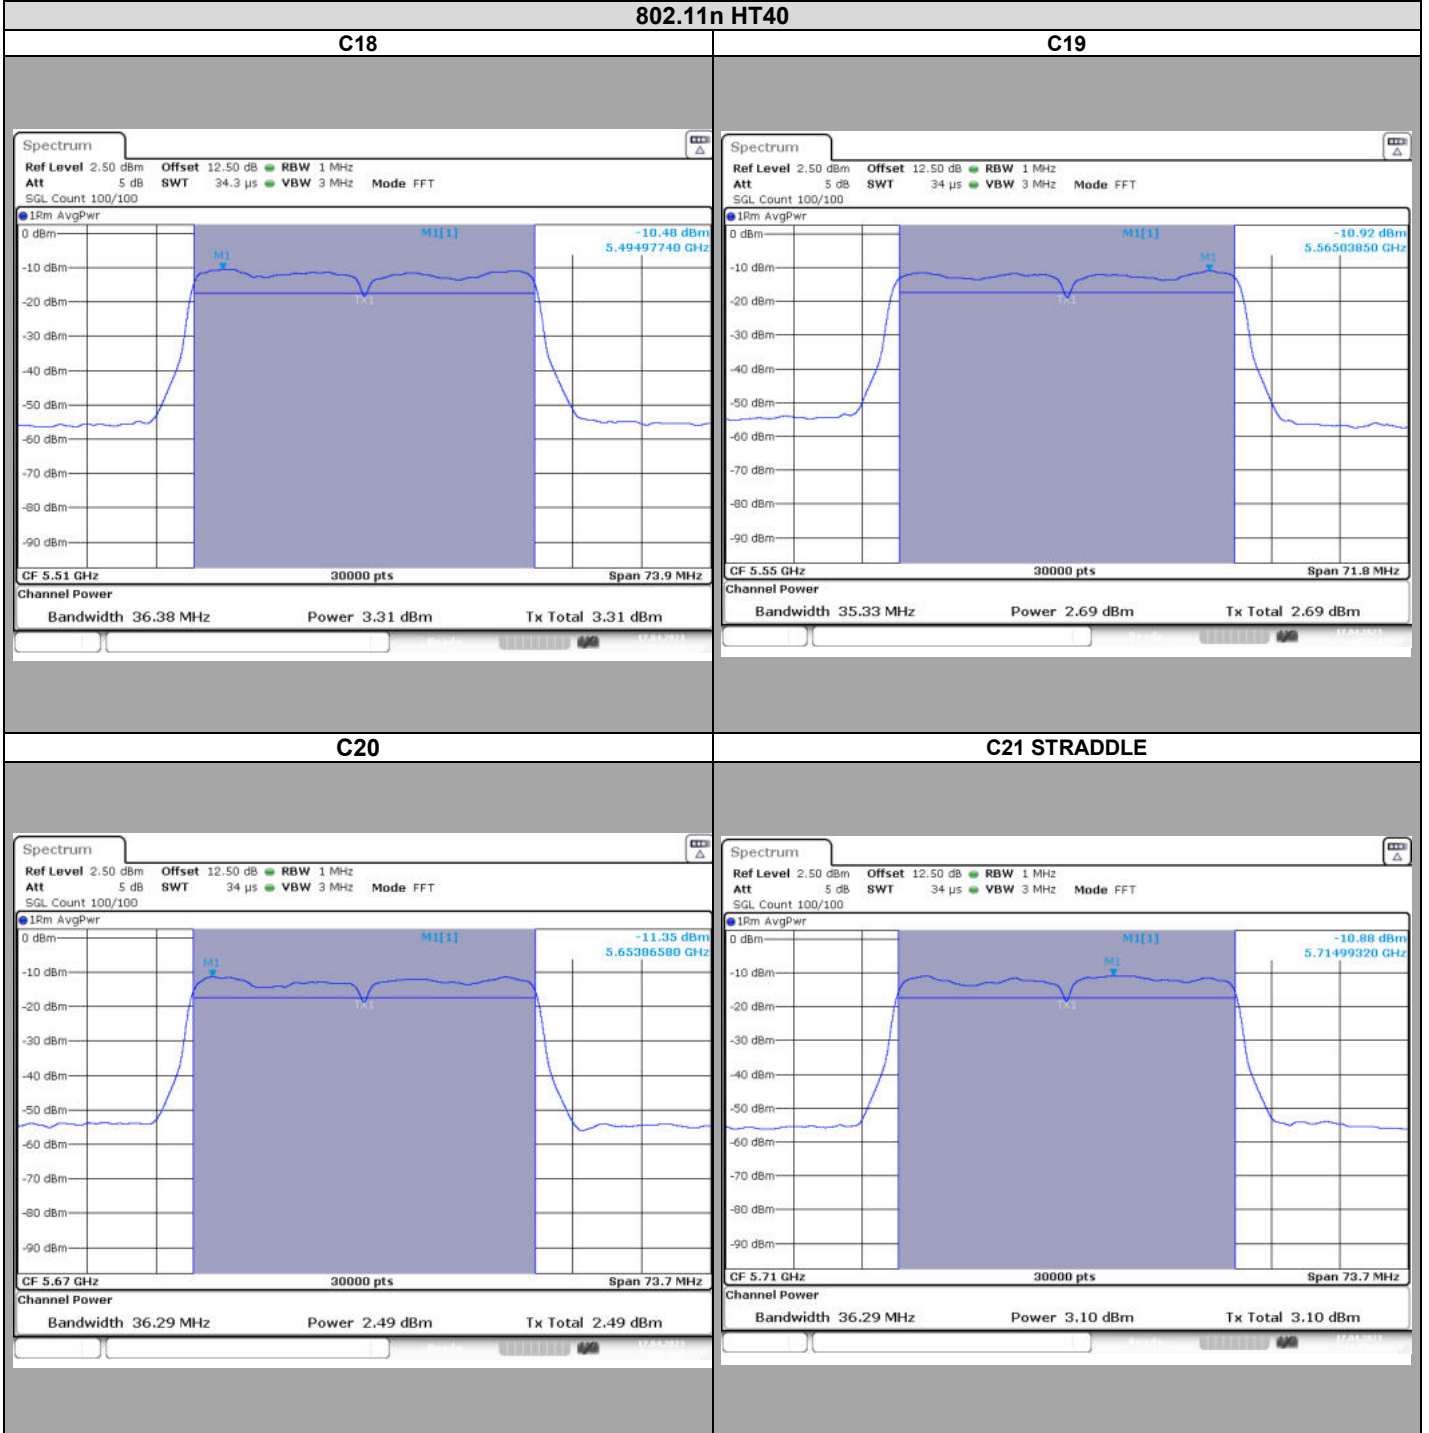 802.11n HT40
C18
C19
Spectrum
Ref Level 2.50 dBm Offset 12.50 dB RBW 1 MHz
Att 5 dB SWT 34.3 µs VBW 3 MHz Mode FFT
SGL Count 100/100
1Rm AvgPwr
0 dBm
M1[1] -10.48 dBm
5.49497740 GHz
M1
-10 dBm
-20 dBm
TX1
-30 dBm
-40 dBm
-50 dBm
-60 dBm
-70 dBm
-80 dBm
-90 dBm
CF 5.51 GHz 30000 pts Span 73.9 MHz
Channel Power
Bandwidth 36.38 MHz Power 3.31 dBm Tx Total 3.31 dBm
Spectrum
Ref Level 2.50 dBm Offset 12.50 dB RBW 1 MHz
Att 5 dB SWT 34 µs VBW 3 MHz Mode FFT
SGL Count 100/100
1Rm AvgPwr
0 dBm
M1[1] -10.92 dBm
5.56503850 GHz
M1
-10 dBm
-20 dBm
TX1
-30 dBm
-40 dBm
-50 dBm
-60 dBm
-70 dBm
-80 dBm
-90 dBm
CF 5.55 GHz 30000 pts Span 71.8 MHz
Channel Power
Bandwidth 35.33 MHz Power 2.69 dBm Tx Total 2.69 dBm
C20
C21 STRADDLE
Spectrum
Ref Level 2.50 dBm Offset 12.50 dB RBW 1 MHz
Att 5 dB SWT 34 µs VBW 3 MHz Mode FFT
SGL Count 100/100
1Rm AvgPwr
0 dBm
M1[1] -11.35 dBm
5.65386580 GHz
M1
-10 dBm
-20 dBm
TX1
-30 dBm
-40 dBm
-50 dBm
-60 dBm
-70 dBm
-80 dBm
-90 dBm
CF 5.67 GHz 30000 pts Span 73.7 MHz
Channel Power
Bandwidth 36.29 MHz Power 2.49 dBm Tx Total 2.49 dBm
Spectrum
Ref Level 2.50 dBm Offset 12.50 dB RBW 1 MHz
Att 5 dB SWT 34 µs VBW 3 MHz Mode FFT
SGL Count 100/100
1Rm AvgPwr
0 dBm
M1[1] -10.88 dBm
5.71499320 GHz
M1
-10 dBm
-20 dBm
TX1
-30 dBm
-40 dBm
-50 dBm
-60 dBm
-70 dBm
-80 dBm
-90 dBm
CF 5.71 GHz 30000 pts Span 73.7 MHz
Channel Power
Bandwidth 36.29 MHz Power 3.10 dBm Tx Total 3.10 dBm